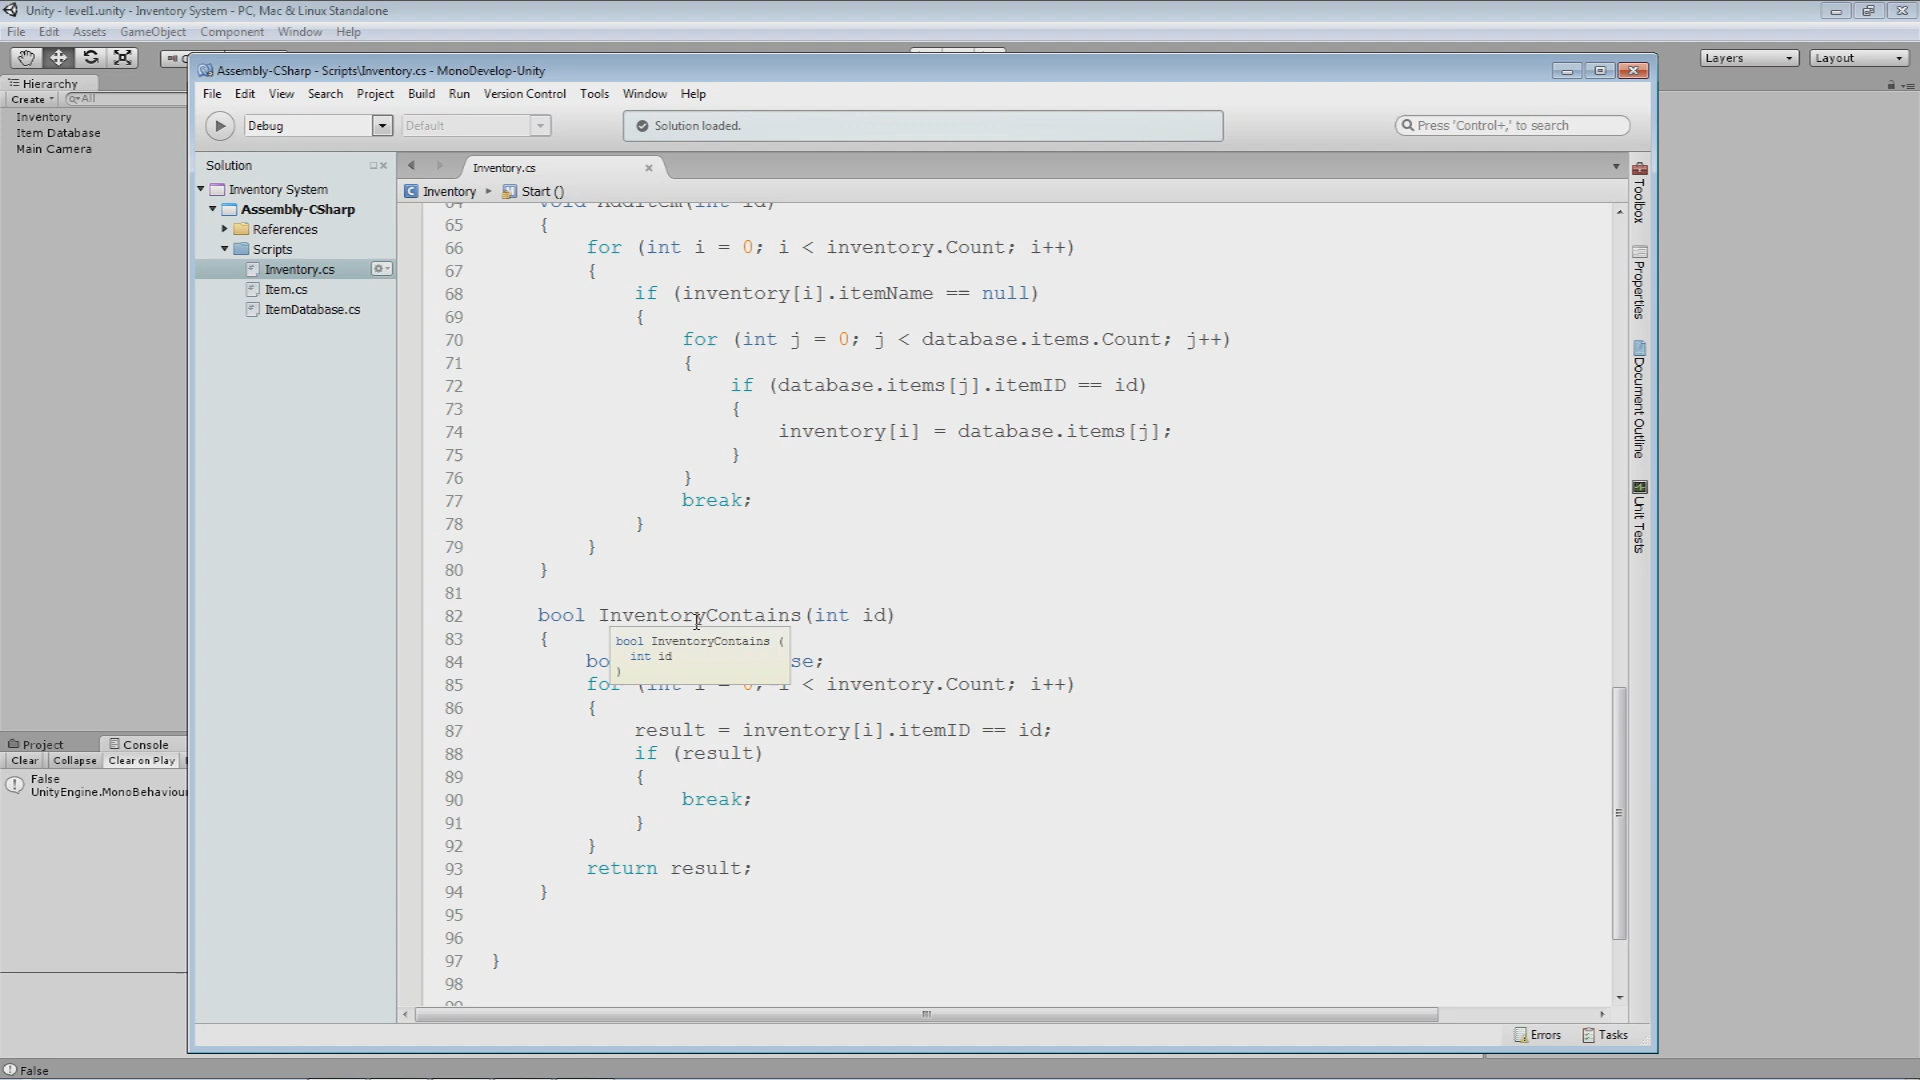 Unity - level1.unity - Inventory System - PC, Mac & Linux Standalone
File Edit Assets GameObject Component Window Help
Layers Layout
Hierarchy
Create All
Inventory
Item Database
Main Camera
Assembly-CSharp - Scripts\Inventory.cs - MonoDevelop-Unity
File Edit View Search Project Build Run Version Control Tools Window Help
Debug Default Solution loaded. Press 'Control+,' to search
Solution
Inventory System
Assembly-CSharp
References
Scripts
Inventory.cs
Item.cs
ItemDatabase.cs
Inventory.cs
Inventory Start ()
64 void AddItem(int id)
65 {
66 for (int i = 0; i < inventory.Count; i++)
67 {
68 if (inventory[i].itemName == null)
69 {
70 for (int j = 0; j < database.items.Count; j++)
71 {
72 if (database.items[j].itemID == id)
73 {
74 inventory[i] = database.items[j];
75 }
76 }
77 break;
78 }
79 }
80 }
81
82 bool InventoryContains(int id)
83 {
bool InventoryContains (
int id
)
84 bo se;
85 for (int i = 0; i < inventory.Count; i++)
86 {
87 result = inventory[i].itemID == id;
88 if (result)
89 {
90 break;
91 }
92 }
93 return result;
94 }
95
96
97 }
98
Toolbox
Properties
Document Outline
Unit Tests
Errors Tasks
Project Console
Clear Collapse Clear on Play
False
UnityEngine.MonoBehaviou
False